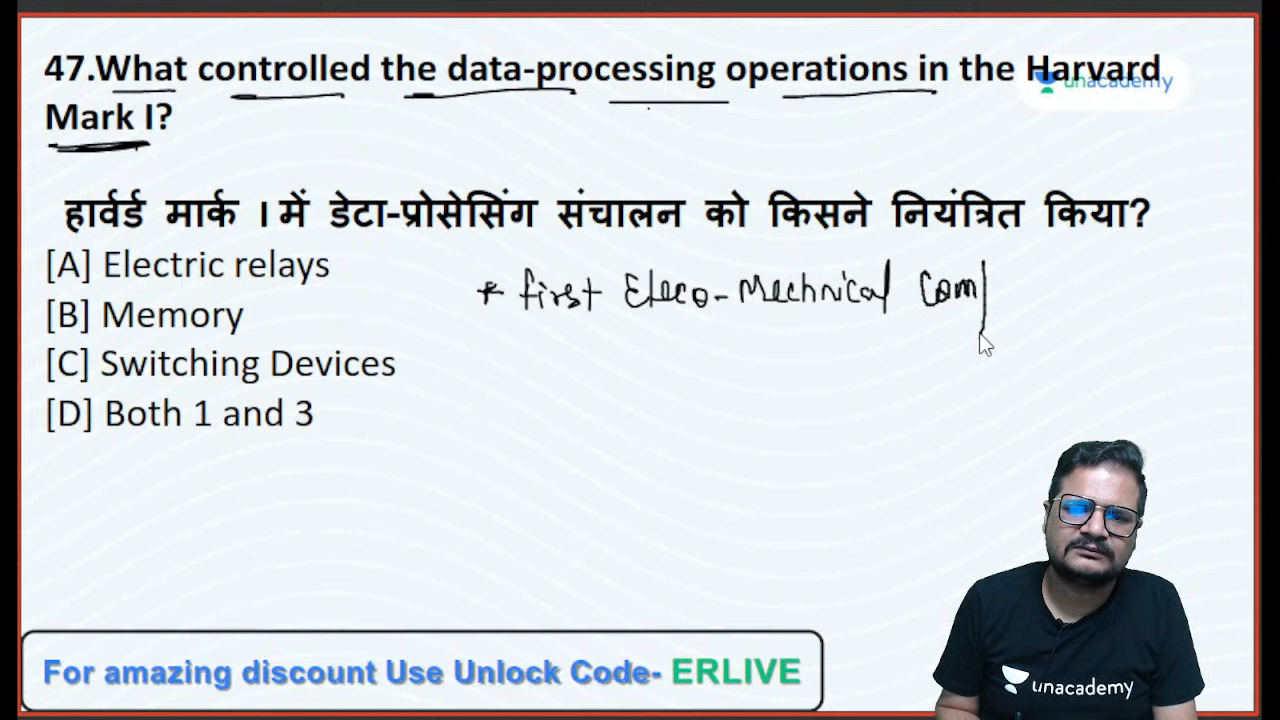 47.What controlled the data-processing operations in the Harvard
unacademy
Mark I?
हार्वर्ड मार्क I में डेटा-प्रोसेसिंग संचालन को किसने नियंत्रित किया?
[A] Electric relays
* first Eleco-Mechnical Com
[B] Memory
[C] Switching Devices
[D] Both 1 and 3
For amazing discount Use Unlock Code- ERLIVE
unacademy